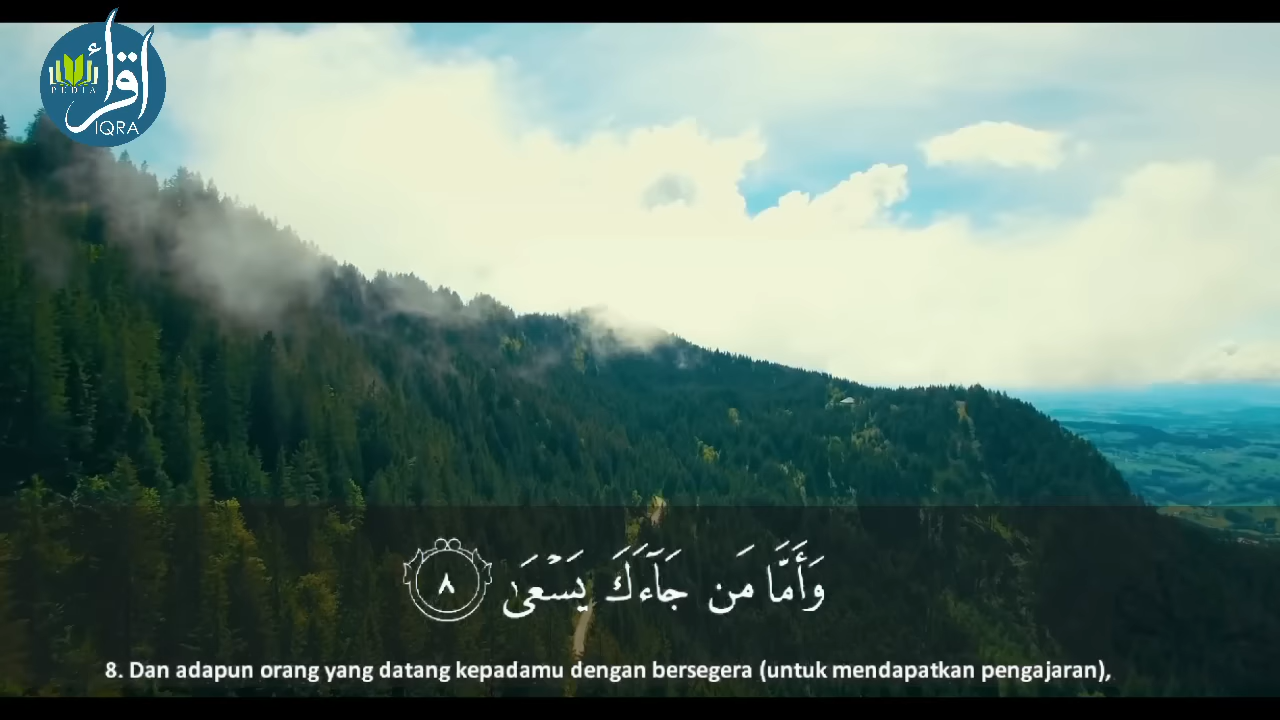 اقرأ
PEDIA
IQRA
وَأَمَّا مَن جَآءَكَ يَسْعَىٰ ٨
8. Dan adapun orang yang datang kepadamu dengan bersegera (untuk mendapatkan pengajaran),